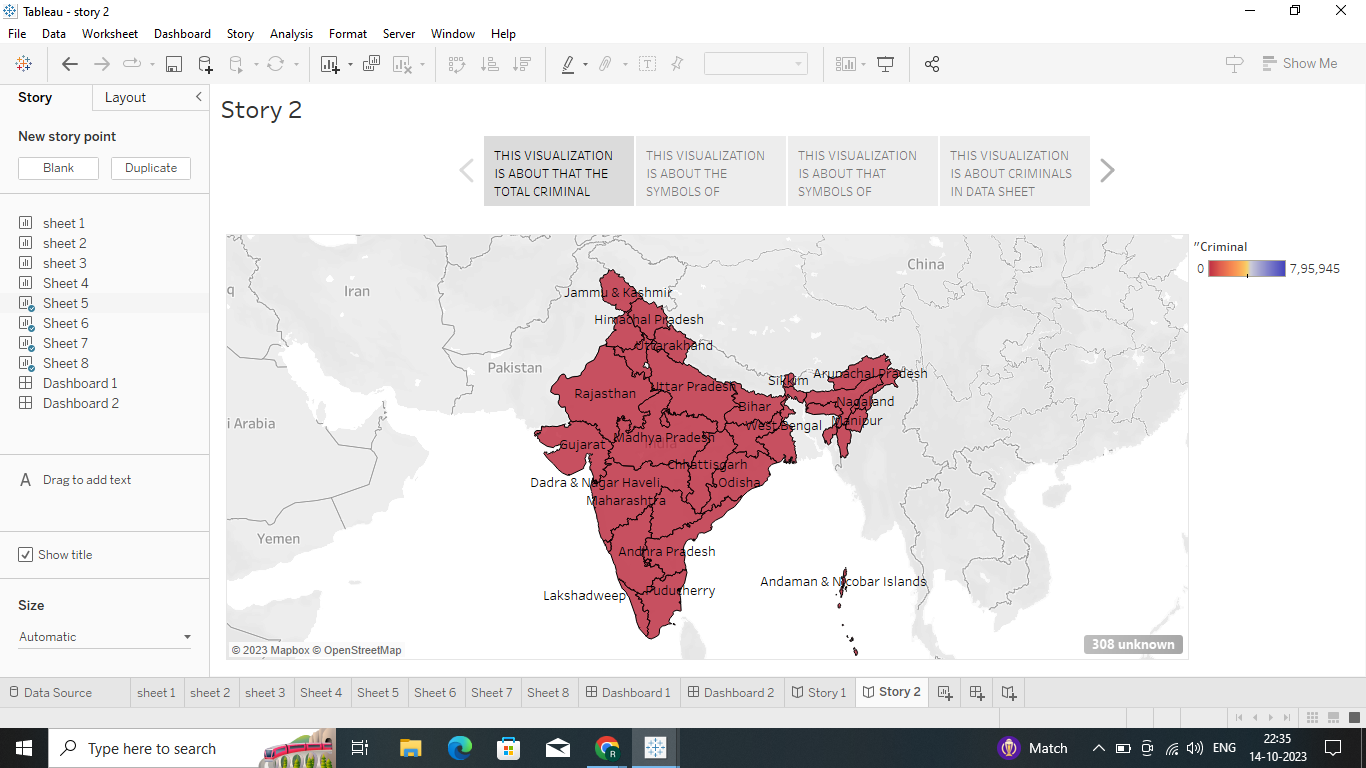 Tableau - story 2
File Data Worksheet Dashboard Story Analysis Format Server Window Help
Show Me
Story Layout
New story point
Blank Duplicate
sheet 1
sheet 2
sheet 3
Sheet 4
Sheet 5
Sheet 6
Sheet 7
Sheet 8
Dashboard 1
Dashboard 2
A Drag to add text
Show title
Size
Automatic
Story 2
THIS VISUALIZATION
IS ABOUT THAT THE
TOTAL CRIMINAL
THIS VISUALIZATION
IS ABOUT THE
SYMBOLS OF
THIS VISUALIZATION
IS ABOUT THAT
SYMBOLS OF
THIS VISUALIZATION
IS ABOUT CRIMINALS
IN DATA SHEET
"Criminal
0 7,95,945
China
Iran
q
Jammu & Kashmir
Himachal Pradesh
Uttarakhand
Pakistan
Sikkim
Arunachal Pradesh
Rajasthan
Uttar Pradesh
Bihar
Nagaland
i Arabia
West Bengal
Manipur
Gujarat
Madhya Pradesh
Chhattisgarh
Dadra & Nagar Haveli
Odisha
Maharashtra
Yemen
Andhra Pradesh
Andaman & Nicobar Islands
Lakshadweep
Puducherry
© 2023 Mapbox © OpenStreetMap
308 unknown
Data Source sheet 1 sheet 2 sheet 3 Sheet 4 Sheet 5 Sheet 6 Sheet 7 Sheet 8 Dashboard 1 Dashboard 2 Story 1 Story 2
Type here to search
Match
ENG
22:35
14-10-2023